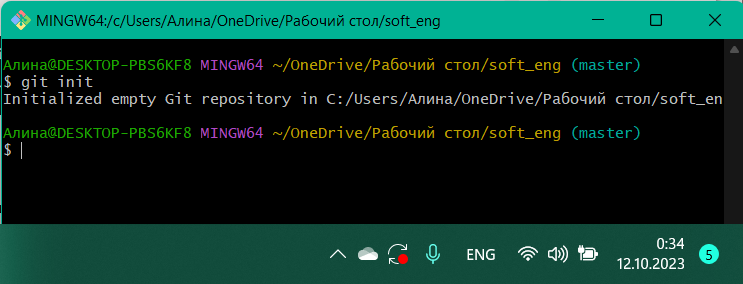 MINGW64:/c/Users/Алина/OneDrive/Рабочий стол/soft_eng
Алина@DESKTOP-PBS6KF8 MINGW64 ~/OneDrive/Рабочий стол/soft_eng (master)
$ git init
Initialized empty Git repository in C:/Users/Алина/OneDrive/Рабочий стол/soft_en
Алина@DESKTOP-PBS6KF8 MINGW64 ~/OneDrive/Рабочий стол/soft_eng (master)
$
ENG
0:34
12.10.2023
5